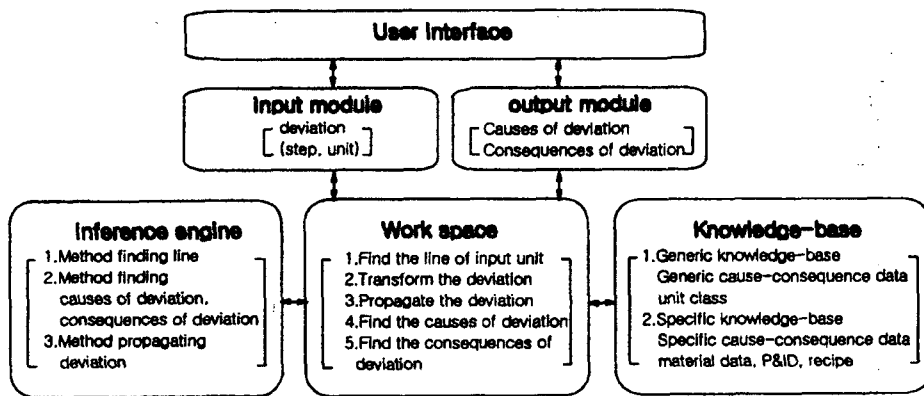 User Interface
Input module
deviation
(step, unit)
output module
Causes of deviation
Consequences of deviation
Inference engine
1.Method finding line
2.Method finding
causes of deviation,
consequences of deviation
3.Method propagating
deviation
Work space
1.Find the line of input unit
2.Transform the deviation
3.Propagate the deviation
4.Find the causes of deviation
5.Find the consequences of
deviation
Knowledge-base
1.Generic knowledge-base
Generic cause-consequence data
unit class
2.Specific knowledge-base
Specific cause-consequence data
material data, P&ID, recipe